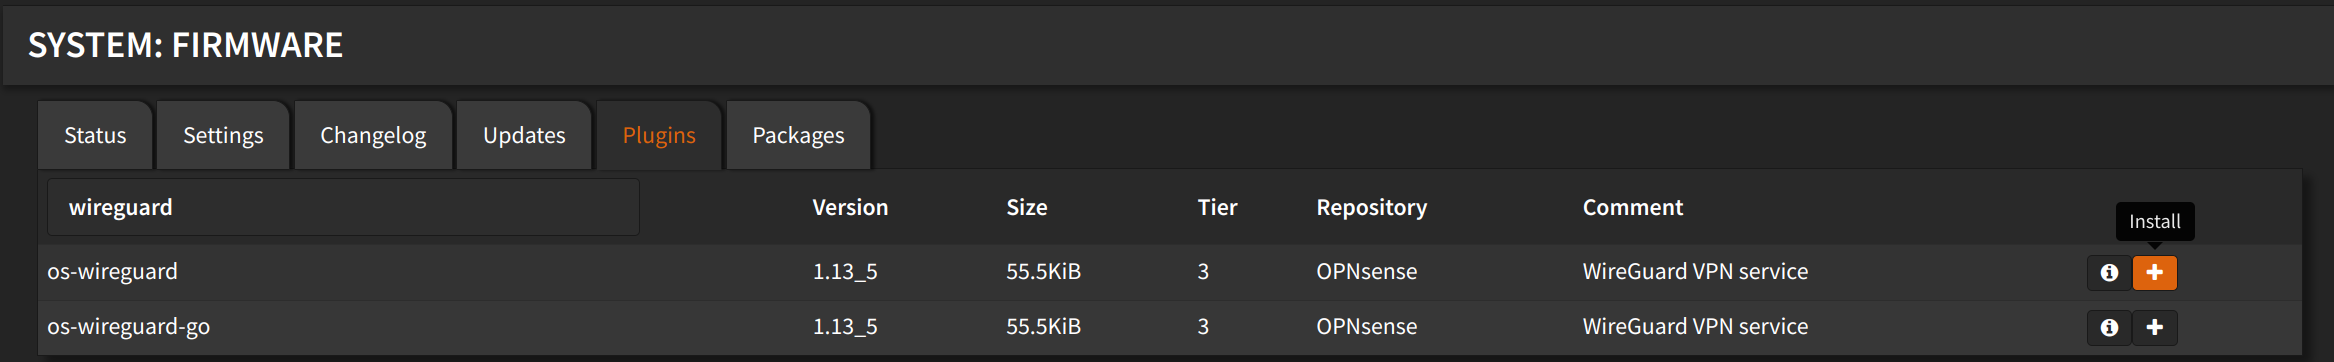 SYSTEM: FIRMWARE
Status Settings Changelog Updates Plugins Packages
wireguard Version Size Tier Repository Comment
Install
os-wireguard 1.13_5 55.5KiB 3 OPNsense WireGuard VPN service
os-wireguard-go 1.13_5 55.5KiB 3 OPNsense WireGuard VPN service